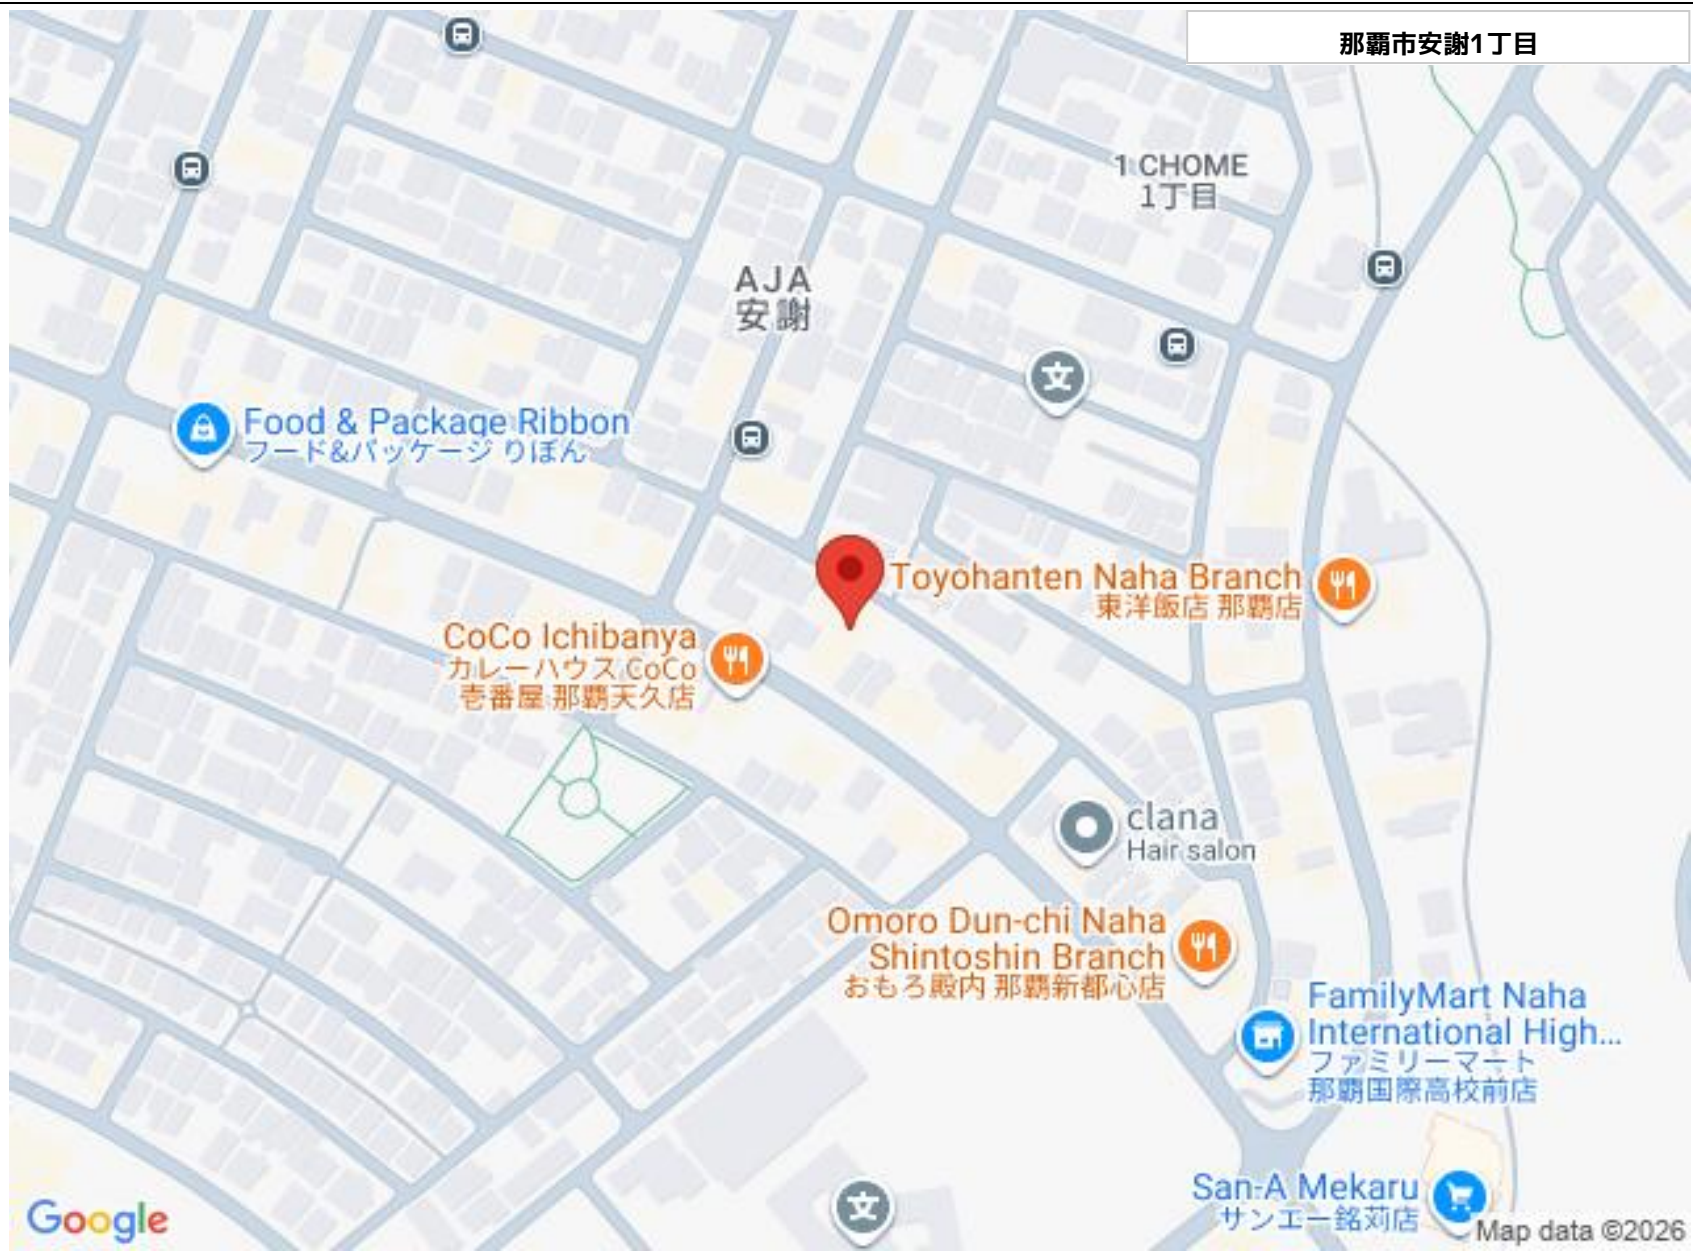 那覇市安謝1丁目
1 CHOME
1丁目
AJA
安謝
Food & Package Ribbon
フード&パッケージ りぼん
文
Toyohanten Naha Branch
東洋飯店 那覇店
CoCo Ichibanya
カレーハウス CoCo
壱番屋 那覇天久店
clana
Hair salon
Omoro Dun-chi Naha
Shintoshin Branch
おもろ殿内 那覇新都心店
FamilyMart Naha
International High...
ファミリーマート
那覇国際高校前店
San-A Mekaru
サンエー銘苅店
文
Google
Map data ©2026